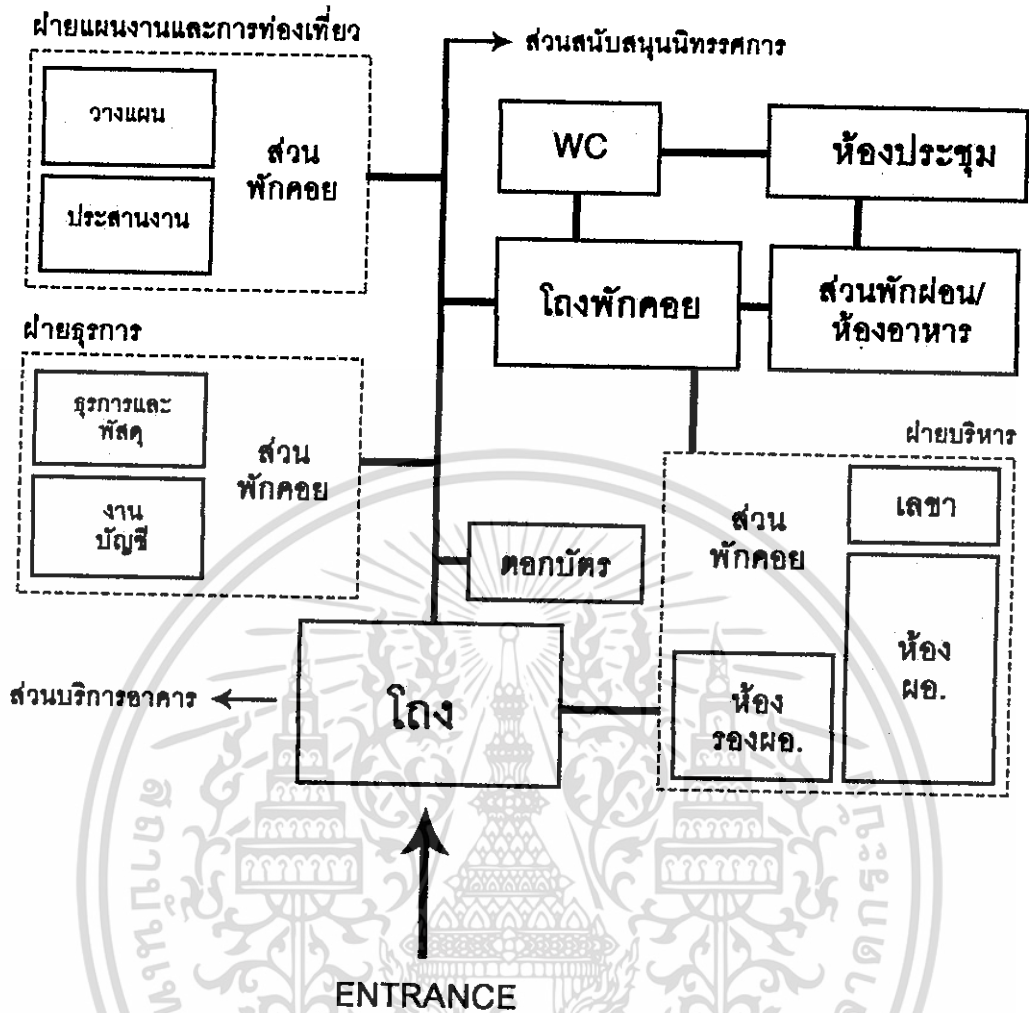 ฝ่ายแผนงานและการท่องเที่ยว
ส่วนสนับสนุนนิทรรศการ
วางแผน
ประสานงาน
ส่วน
พักคอย
WC
ห้องประชุม
โถงพักคอย
ส่วนพักผ่อน/
ห้องอาหาร
ฝ่ายธุรการ
ธุรการและ
พัสดุ
งาน
บัญชี
ส่วน
พักคอย
ตอกบัตร
ฝ่ายบริหาร
ส่วน
พักคอย
เลขา
ห้อง
ผอ.
ห้อง
รองผอ.
ส่วนบริการอาคาร
โถง
ENTRANCE